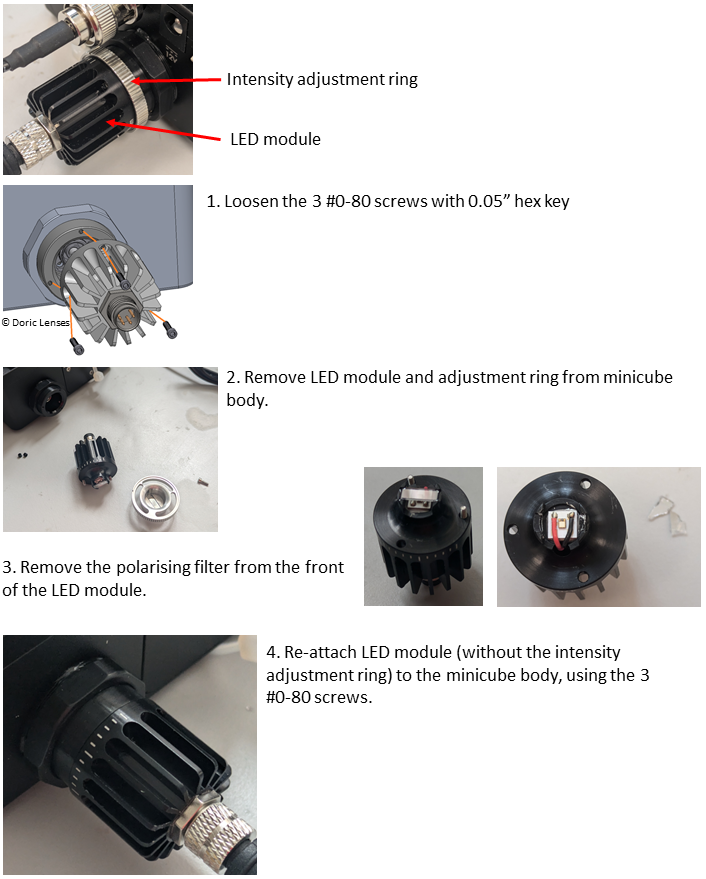 Intensity adjustment ring
LED module
1. Loosen the 3 #0-80 screws with 0.05” hex key
© Doric Lenses
2. Remove LED module and adjustment ring from minicube
body.
3. Remove the polarising filter from the front
of the LED module.
4. Re-attach LED module (without the intensity
adjustment ring) to the minicube body, using the 3
#0-80 screws.